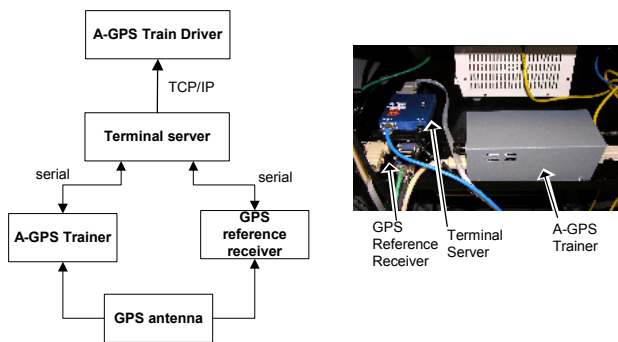 A-GPS Train Driver
TCP/IP
Terminal server
serial
serial
A-GPS Trainer
GPS
reference
receiver
GPS antenna
GPS
Reference
Receiver
Terminal
Server
A-GPS
Trainer